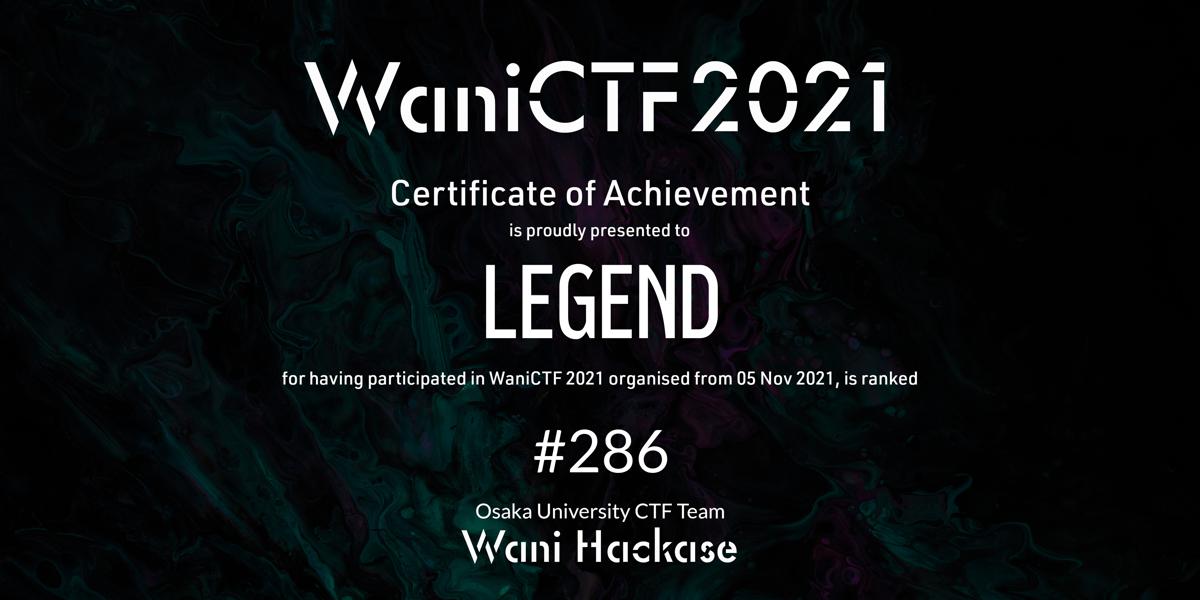 WaniCTF2021
Certificate of Achievement
is proudly presented to
LEGEND
for having participated in WaniCTF 2021 organised from 05 Nov 2021, is ranked
#286
Osaka University CTF Team
Wani Hackase